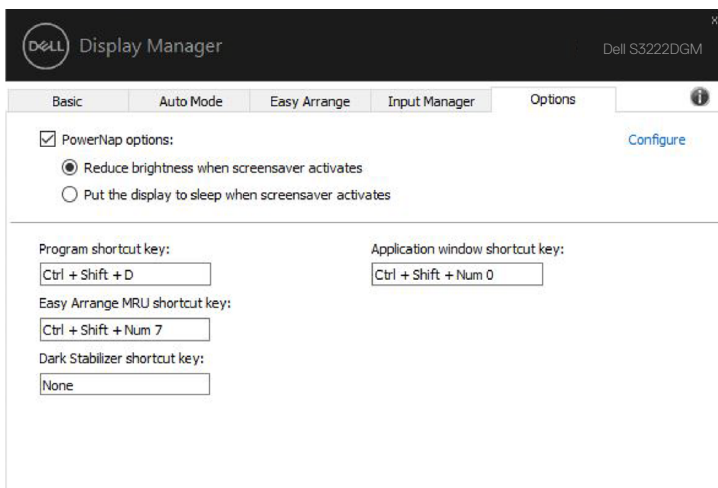 DELL Display Manager
Dell S3222DGM
Basic Auto Mode Easy Arrange Input Manager Options
PowerNap options: Configure
Reduce brightness when screensaver activates
Put the display to sleep when screensaver activates
Program shortcut key: Application window shortcut key:
Ctrl + Shift + D Ctrl + Shift + Num 0
Easy Arrange MRU shortcut key:
Ctrl + Shift + Num 7
Dark Stabilizer shortcut key:
None